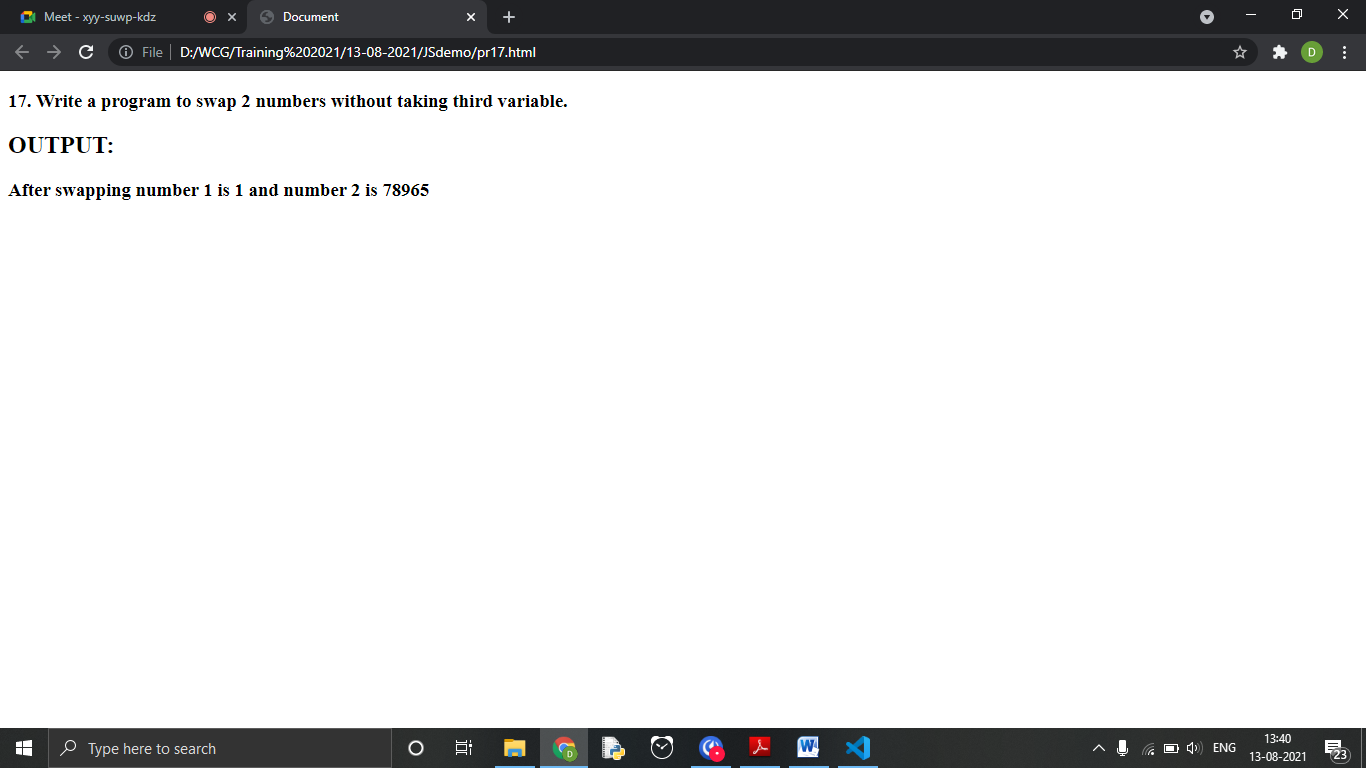 Meet - xyy-suwp-kdz
Document
File
D:/WCG/Training%202021/13-08-2021/JSdemo/pr17.html
D
17. Write a program to swap 2 numbers without taking third variable.
OUTPUT:
After swapping number 1 is 1 and number 2 is 78965
Type here to search
D
W
ENG
13:40
13-08-2021
23